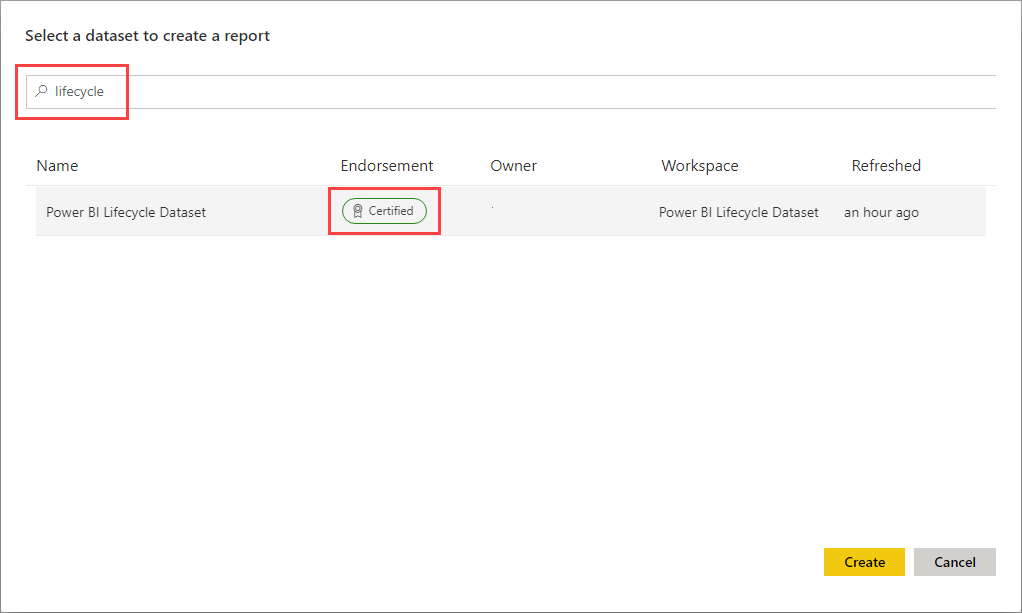 Select a dataset to create a report
lifecycle
Name Endorsement Owner Workspace Refreshed
Power BI Lifecycle Dataset Certified Power BI Lifecycle Dataset an hour ago
Create Cancel